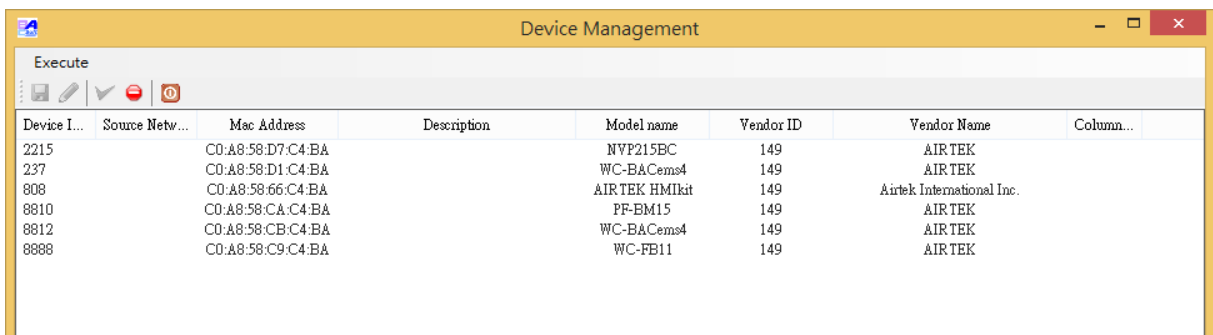 Device Management
Execute
Device I... Source Netw... Mac Address Description Model name Vendor ID Vendor Name Column...
2215 C0:A8:58:D7:C4:BA NVP215BC 149 AIRTEK
237 C0:A8:58:D1:C4:BA WC-BACems4 149 AIRTEK
808 C0:A8:58:66:C4:BA AIRTEK HMIkit 149 Airtek International Inc.
8810 C0:A8:58:CA:C4:BA PF-BM15 149 AIRTEK
8812 C0:A8:58:CB:C4:BA WC-BACems4 149 AIRTEK
8888 C0:A8:58:C9:C4:BA WC-FB11 149 AIRTEK